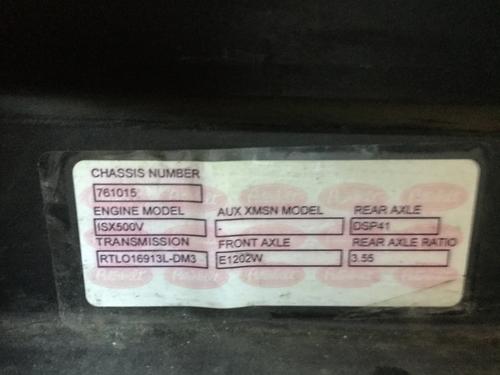 CHASSIS NUMBER
761015
ENGINE MODEL AUX XMSN MODEL REAR AXLE
ISX500V - DSP41
TRANSMISSION FRONT AXLE REAR AXLE RATIO
RTLO16913L-DM3 E1202W 3.55